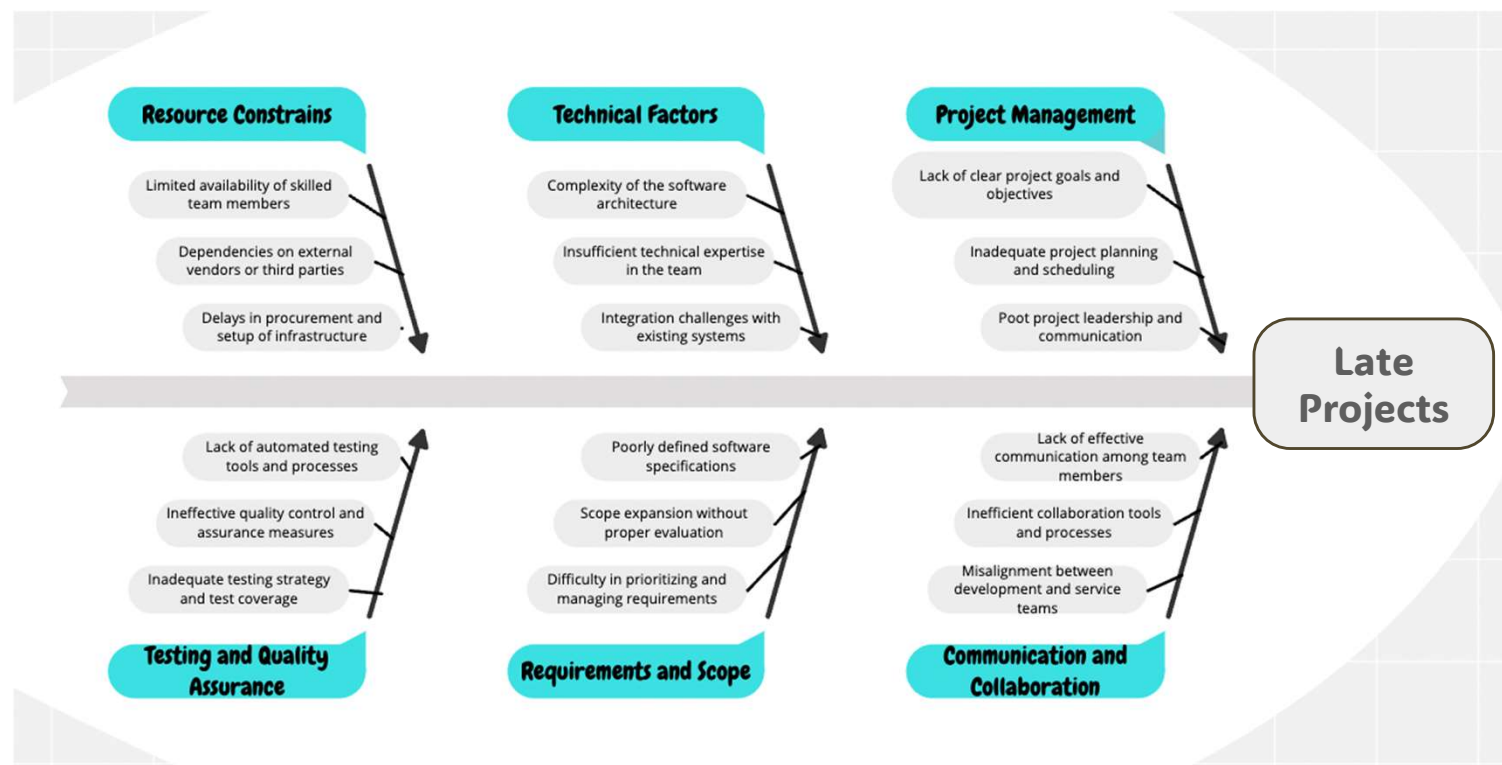 Resource Constrains
Limited availability of skilled
team members
Dependencies on external
vendors or third parties
Delays in procurement and
setup of infrastructure
Technical Factors
Complexity of the software
architecture
Insufficient technical expertise
in the team
Integration challenges with
existing systems
Project Management
Lack of clear project goals and
objectives
Inadequate project planning
and scheduling
Poot project leadership and
communication
Late
Projects
Lack of automated testing
tools and processes
Ineffective quality control and
assurance measures
Inadequate testing strategy
and test coverage
Testing and Quality
Assurance
Poorly defined software
specifications
Scope expansion without
proper evaluation
Difficulty in prioritizing and
managing requirements
Requirements and Scope
Lack of effective
communication among team
members
Inefficient collaboration tools
and processes
Misalignment between
development and service
teams
Communication and
Collaboration